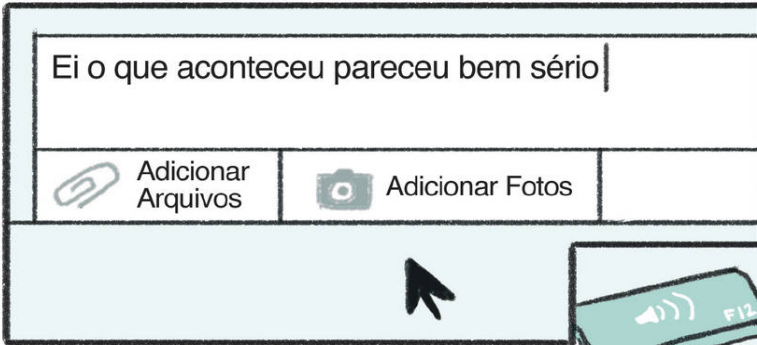 Ei o que aconteceu pareceu bem sério
Adicionar
Arquivos
Adicionar Fotos
F12